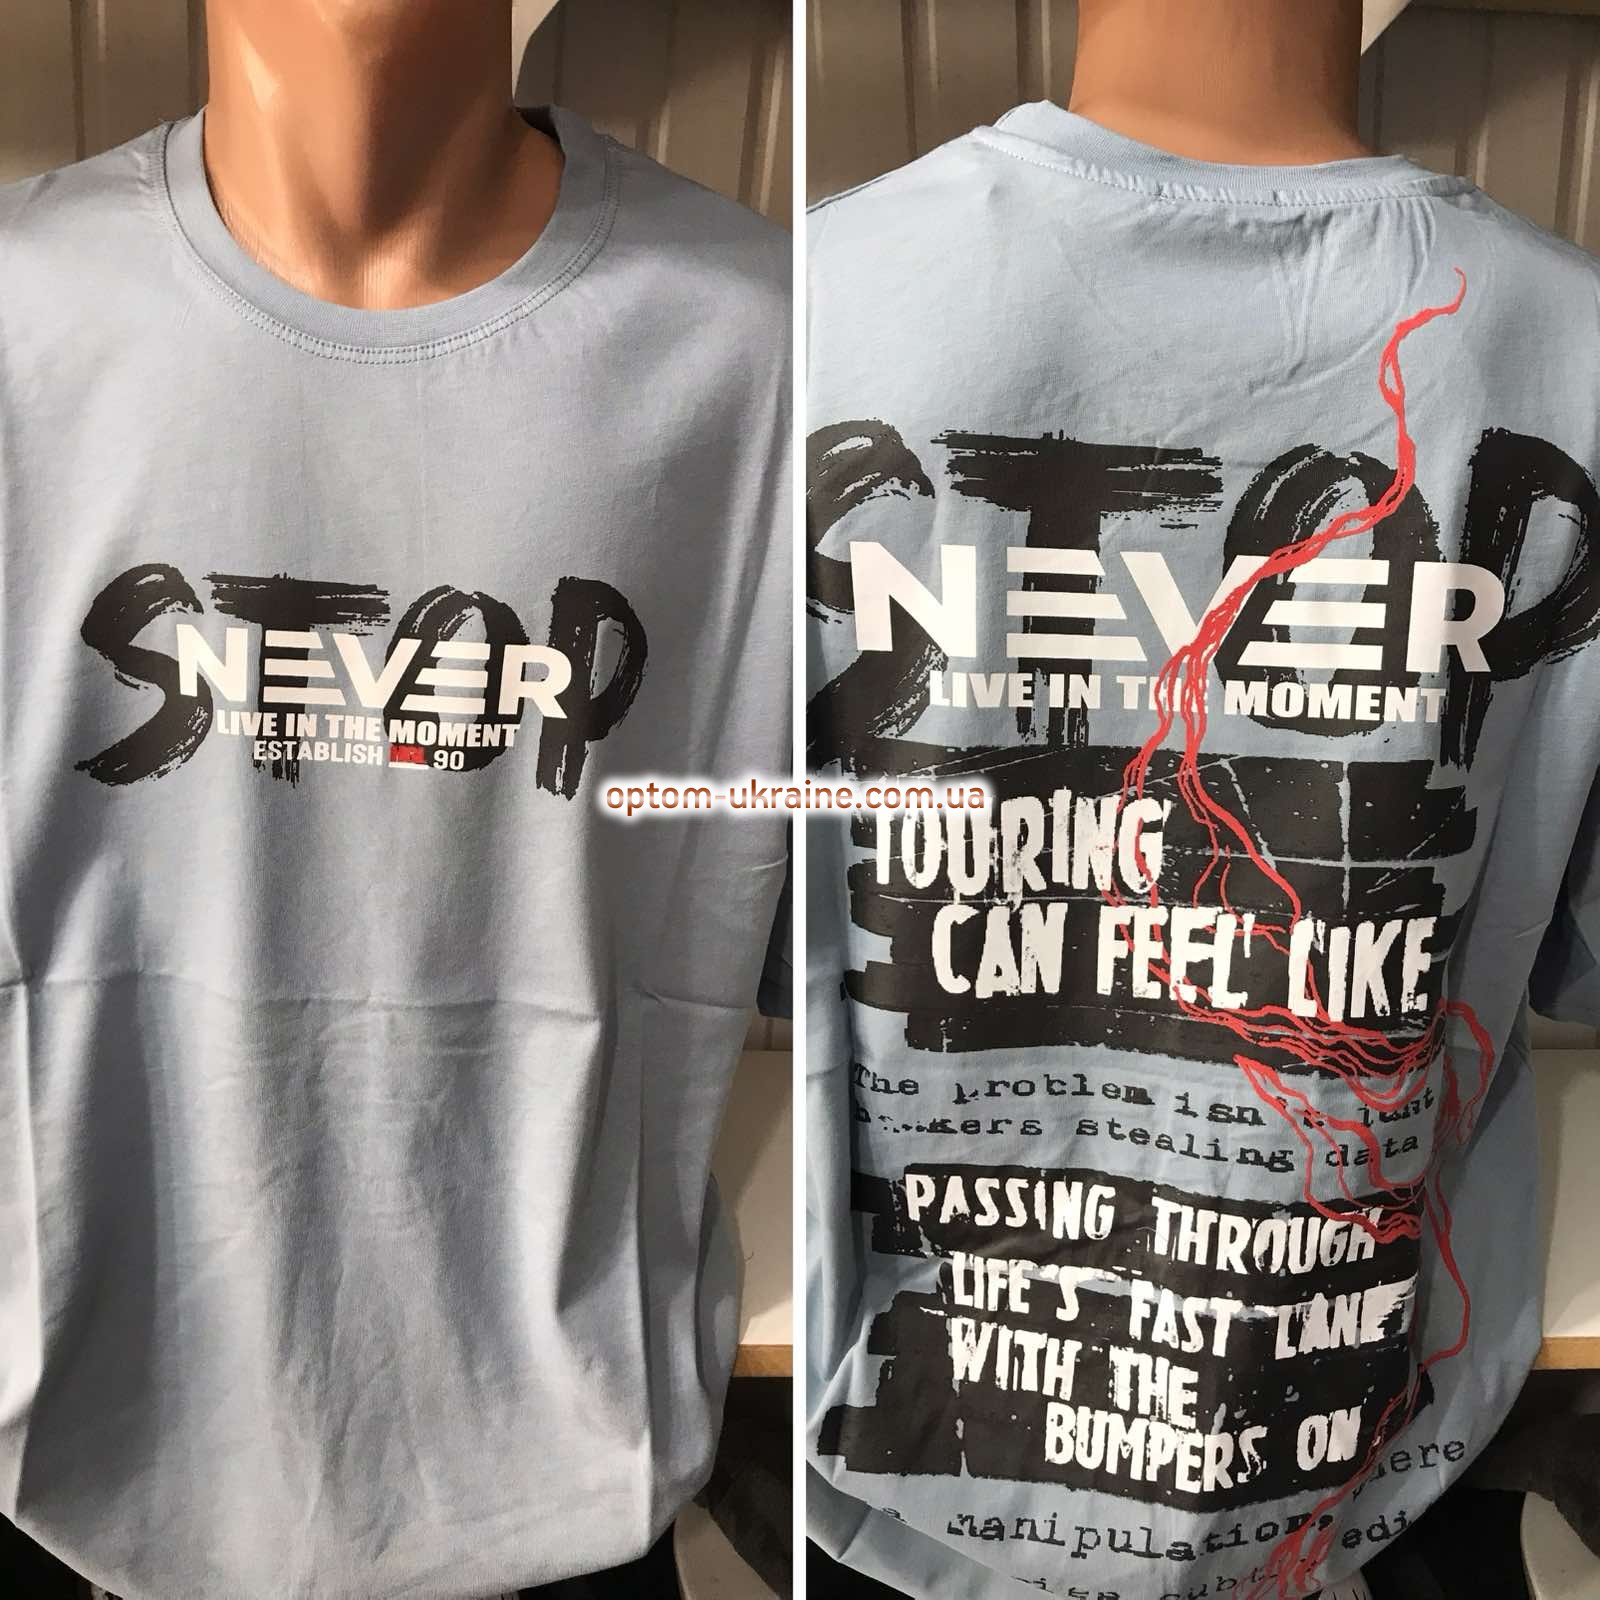 STOP
NEVER
LIVE IN THE MOMENT
ESTABLISH 90
optom-ukraine.com.ua
STOP
NEVER
LIVE IN THE MOMENT
TOURING
CAN FEEL LIKE
The problem isn't just
stealing data
PASSING THROUGH
LIFE'S FAST LANE
WITH THE
BUMPERS ON